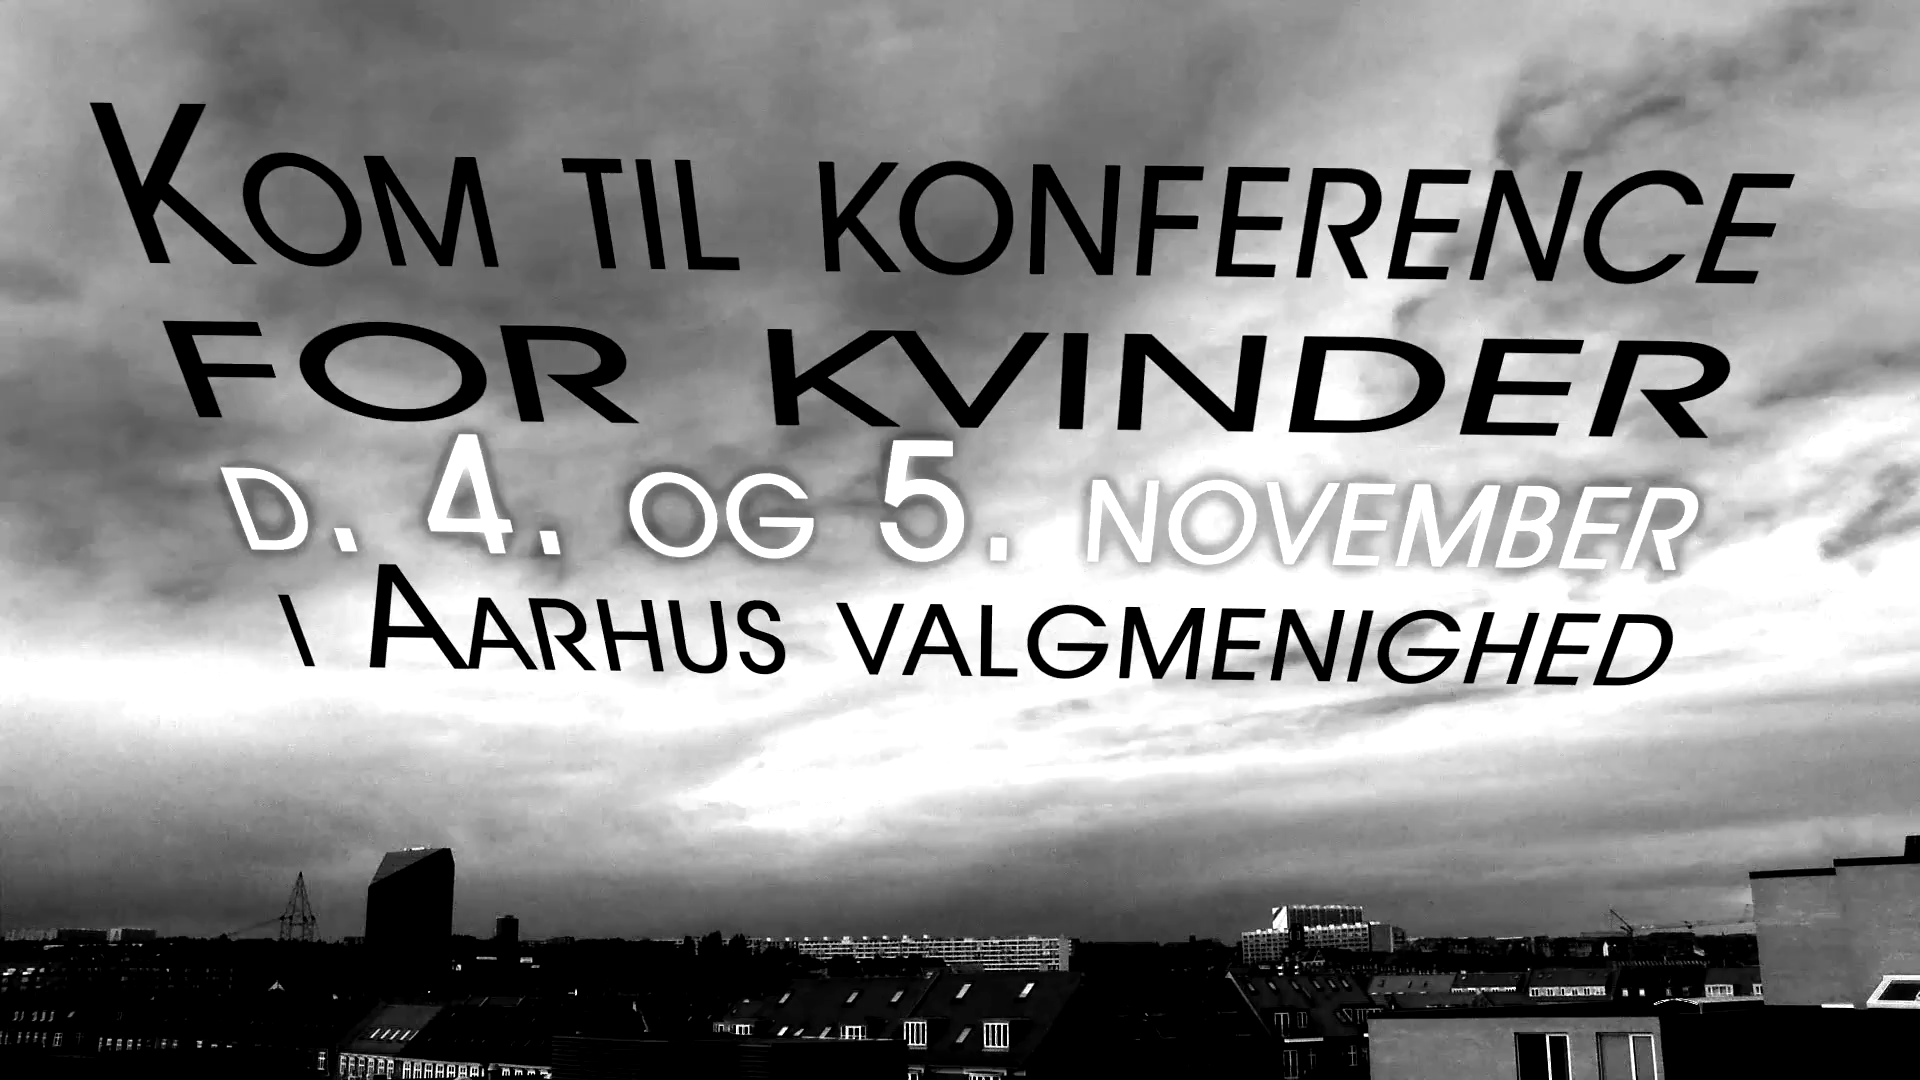 Kom til konference
for kvinder
d. 4. og 5. november
i Aarhus valgmenighed